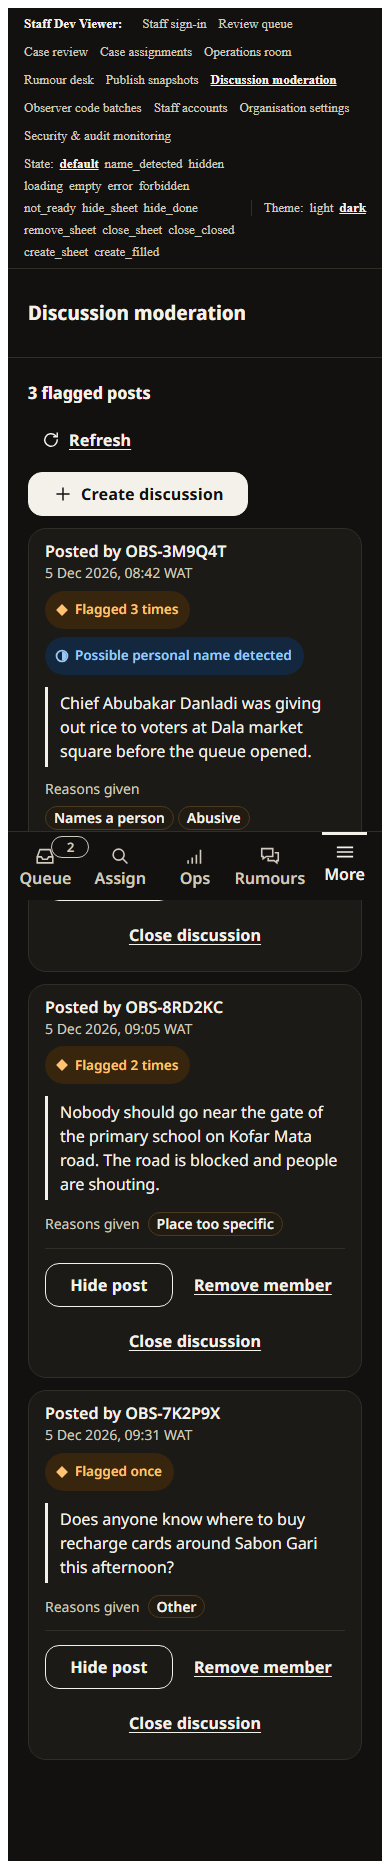 Staff Dev Viewer: Staff sign-in Review queue
Case review Case assignments Operations room
Rumour desk Publish snapshots Discussion moderation
Observer code batches Staff accounts Organisation settings
Security & audit monitoring
State: default name_detected hidden
loading empty error forbidden
not_ready hide_sheet hide_done
remove_sheet close_sheet close_closed
create_sheet create_filled
Theme: light dark
Discussion moderation
3 flagged posts
Refresh
Create discussion
Posted by OBS-3M9Q4T
5 Dec 2026, 08:42 WAT
Flagged 3 times
Possible personal name detected
Chief Abubakar Danladi was giving
out rice to voters at Dala market
square before the queue opened.
Reasons given
Names a person Abusive
2
Queue Assign Ops Rumours More
Close discussion
Posted by OBS-8RD2KC
5 Dec 2026, 09:05 WAT
Flagged 2 times
Nobody should go near the gate of
the primary school on Kofar Mata
road. The road is blocked and people
are shouting.
Reasons given Place too specific
Hide post Remove member
Close discussion
Posted by OBS-7K2P9X
5 Dec 2026, 09:31 WAT
Flagged once
Does anyone know where to buy
recharge cards around Sabon Gari
this afternoon?
Reasons given Other
Hide post Remove member
Close discussion